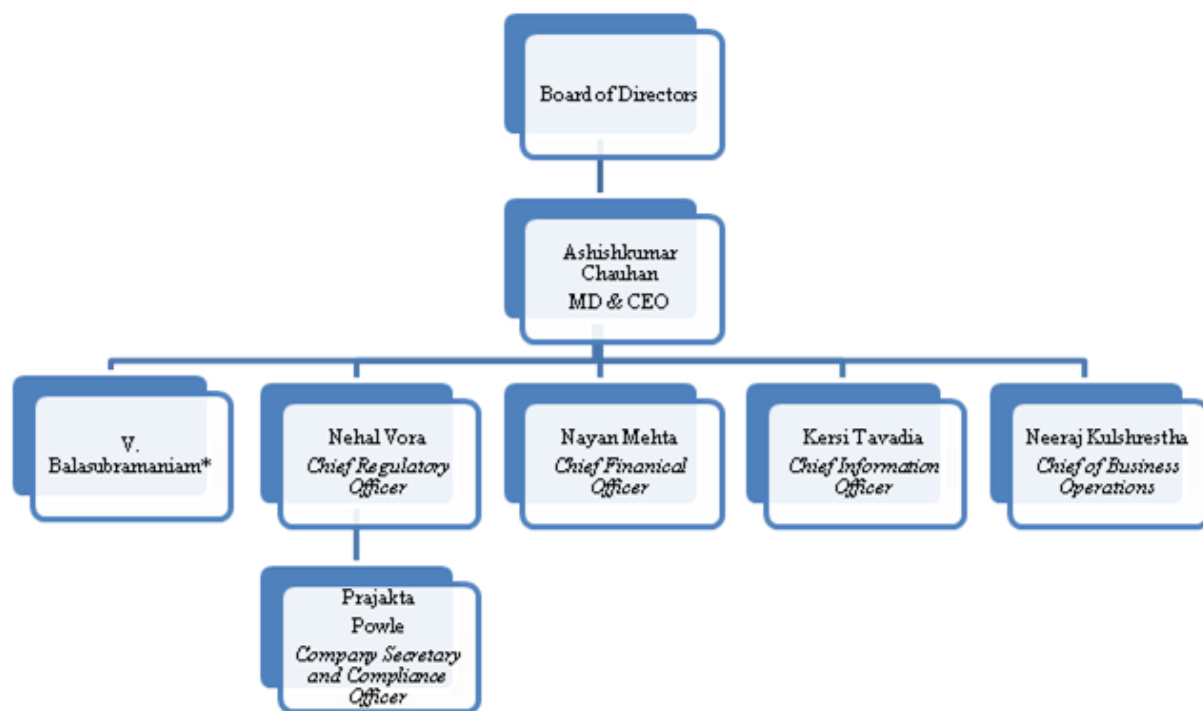 Board of Directors
Ashishkumar
Chauhan
MD & CEO
V.
Balasubramaniam*
Nehal Vora
Chief Regulatory
Officer
Nayan Mehta
Chief Finanical
Officer
Kersi Tavadia
Chief Information
Officer
Neeraj Kulshrestha
Chief of Business
Operations
Prajakta
Powle
Company Secretary
and Compliance
Officer